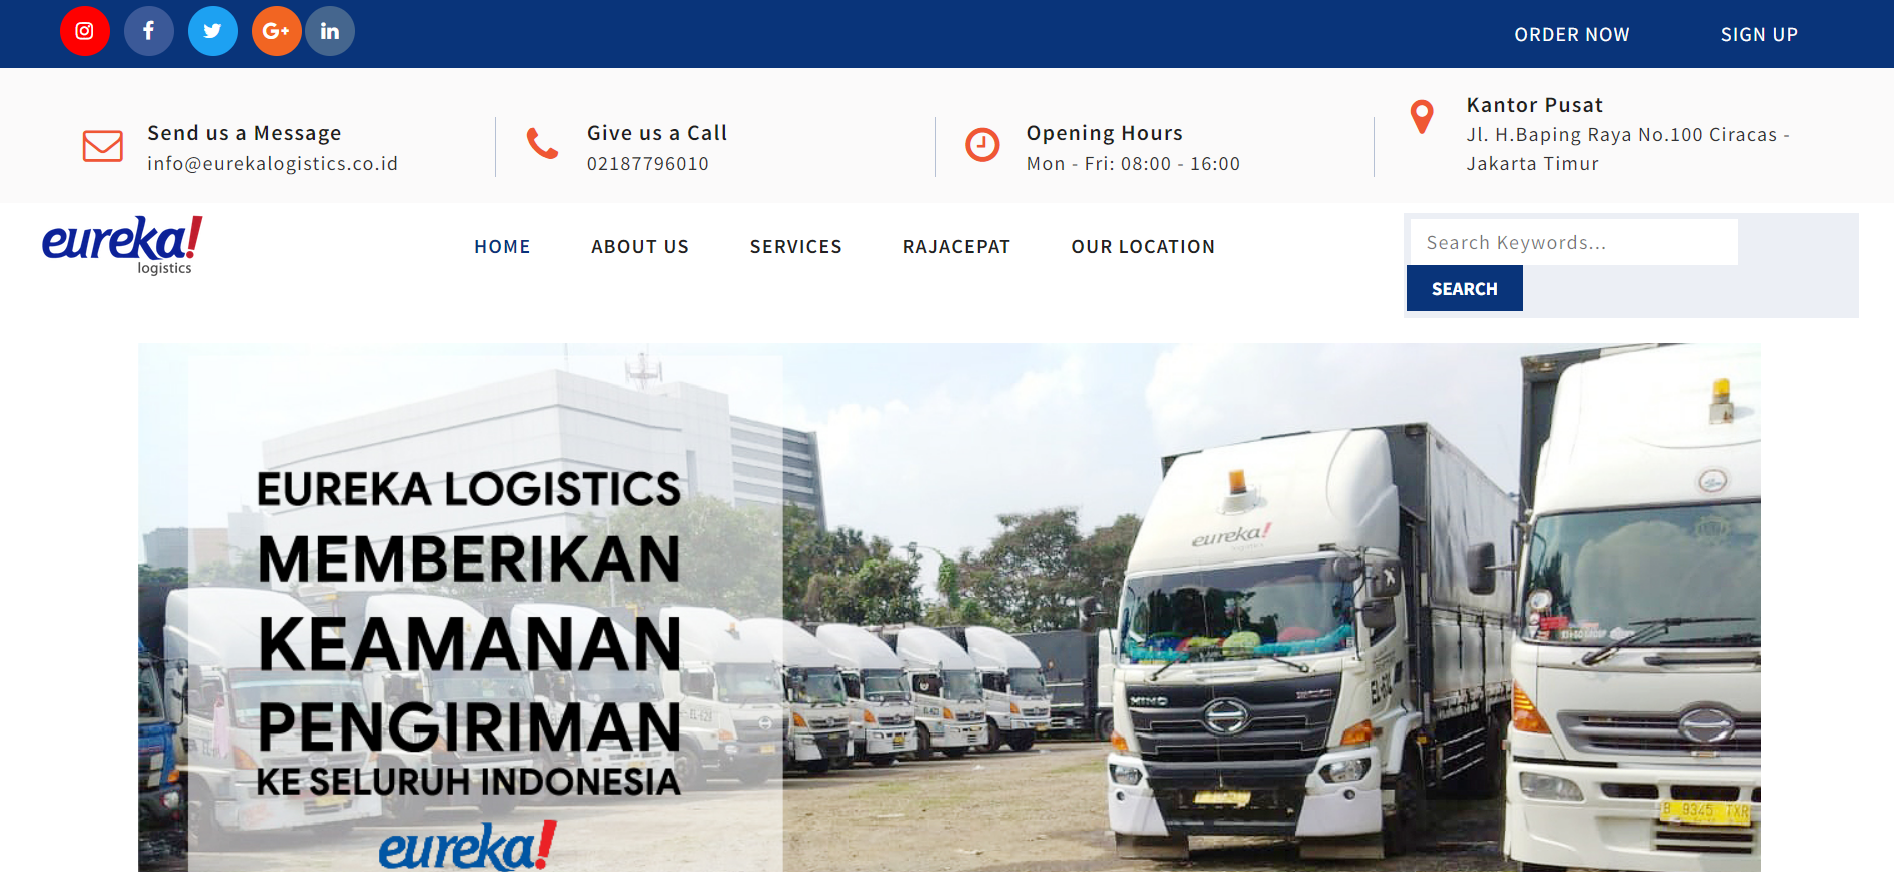 ORDER NOW
SIGN UP
Send us a Message
info@eurekalogistics.co.id
Give us a Call
02187796010
Opening Hours
Mon - Fri: 08:00 - 16:00
Kantor Pusat
Jl. H.Baping Raya No.100 Ciracas -
Jakarta Timur
eureka!
logistics
HOME
ABOUT US
SERVICES
RAJACEPAT
OUR LOCATION
Search Keywords...
SEARCH
EUREKA LOGISTICS
MEMBERIKAN
KEAMANAN
PENGIRIMAN
KE SELURUH INDONESIA
eureka!
eureka!
HINO
EL-642
B 9345 TXR